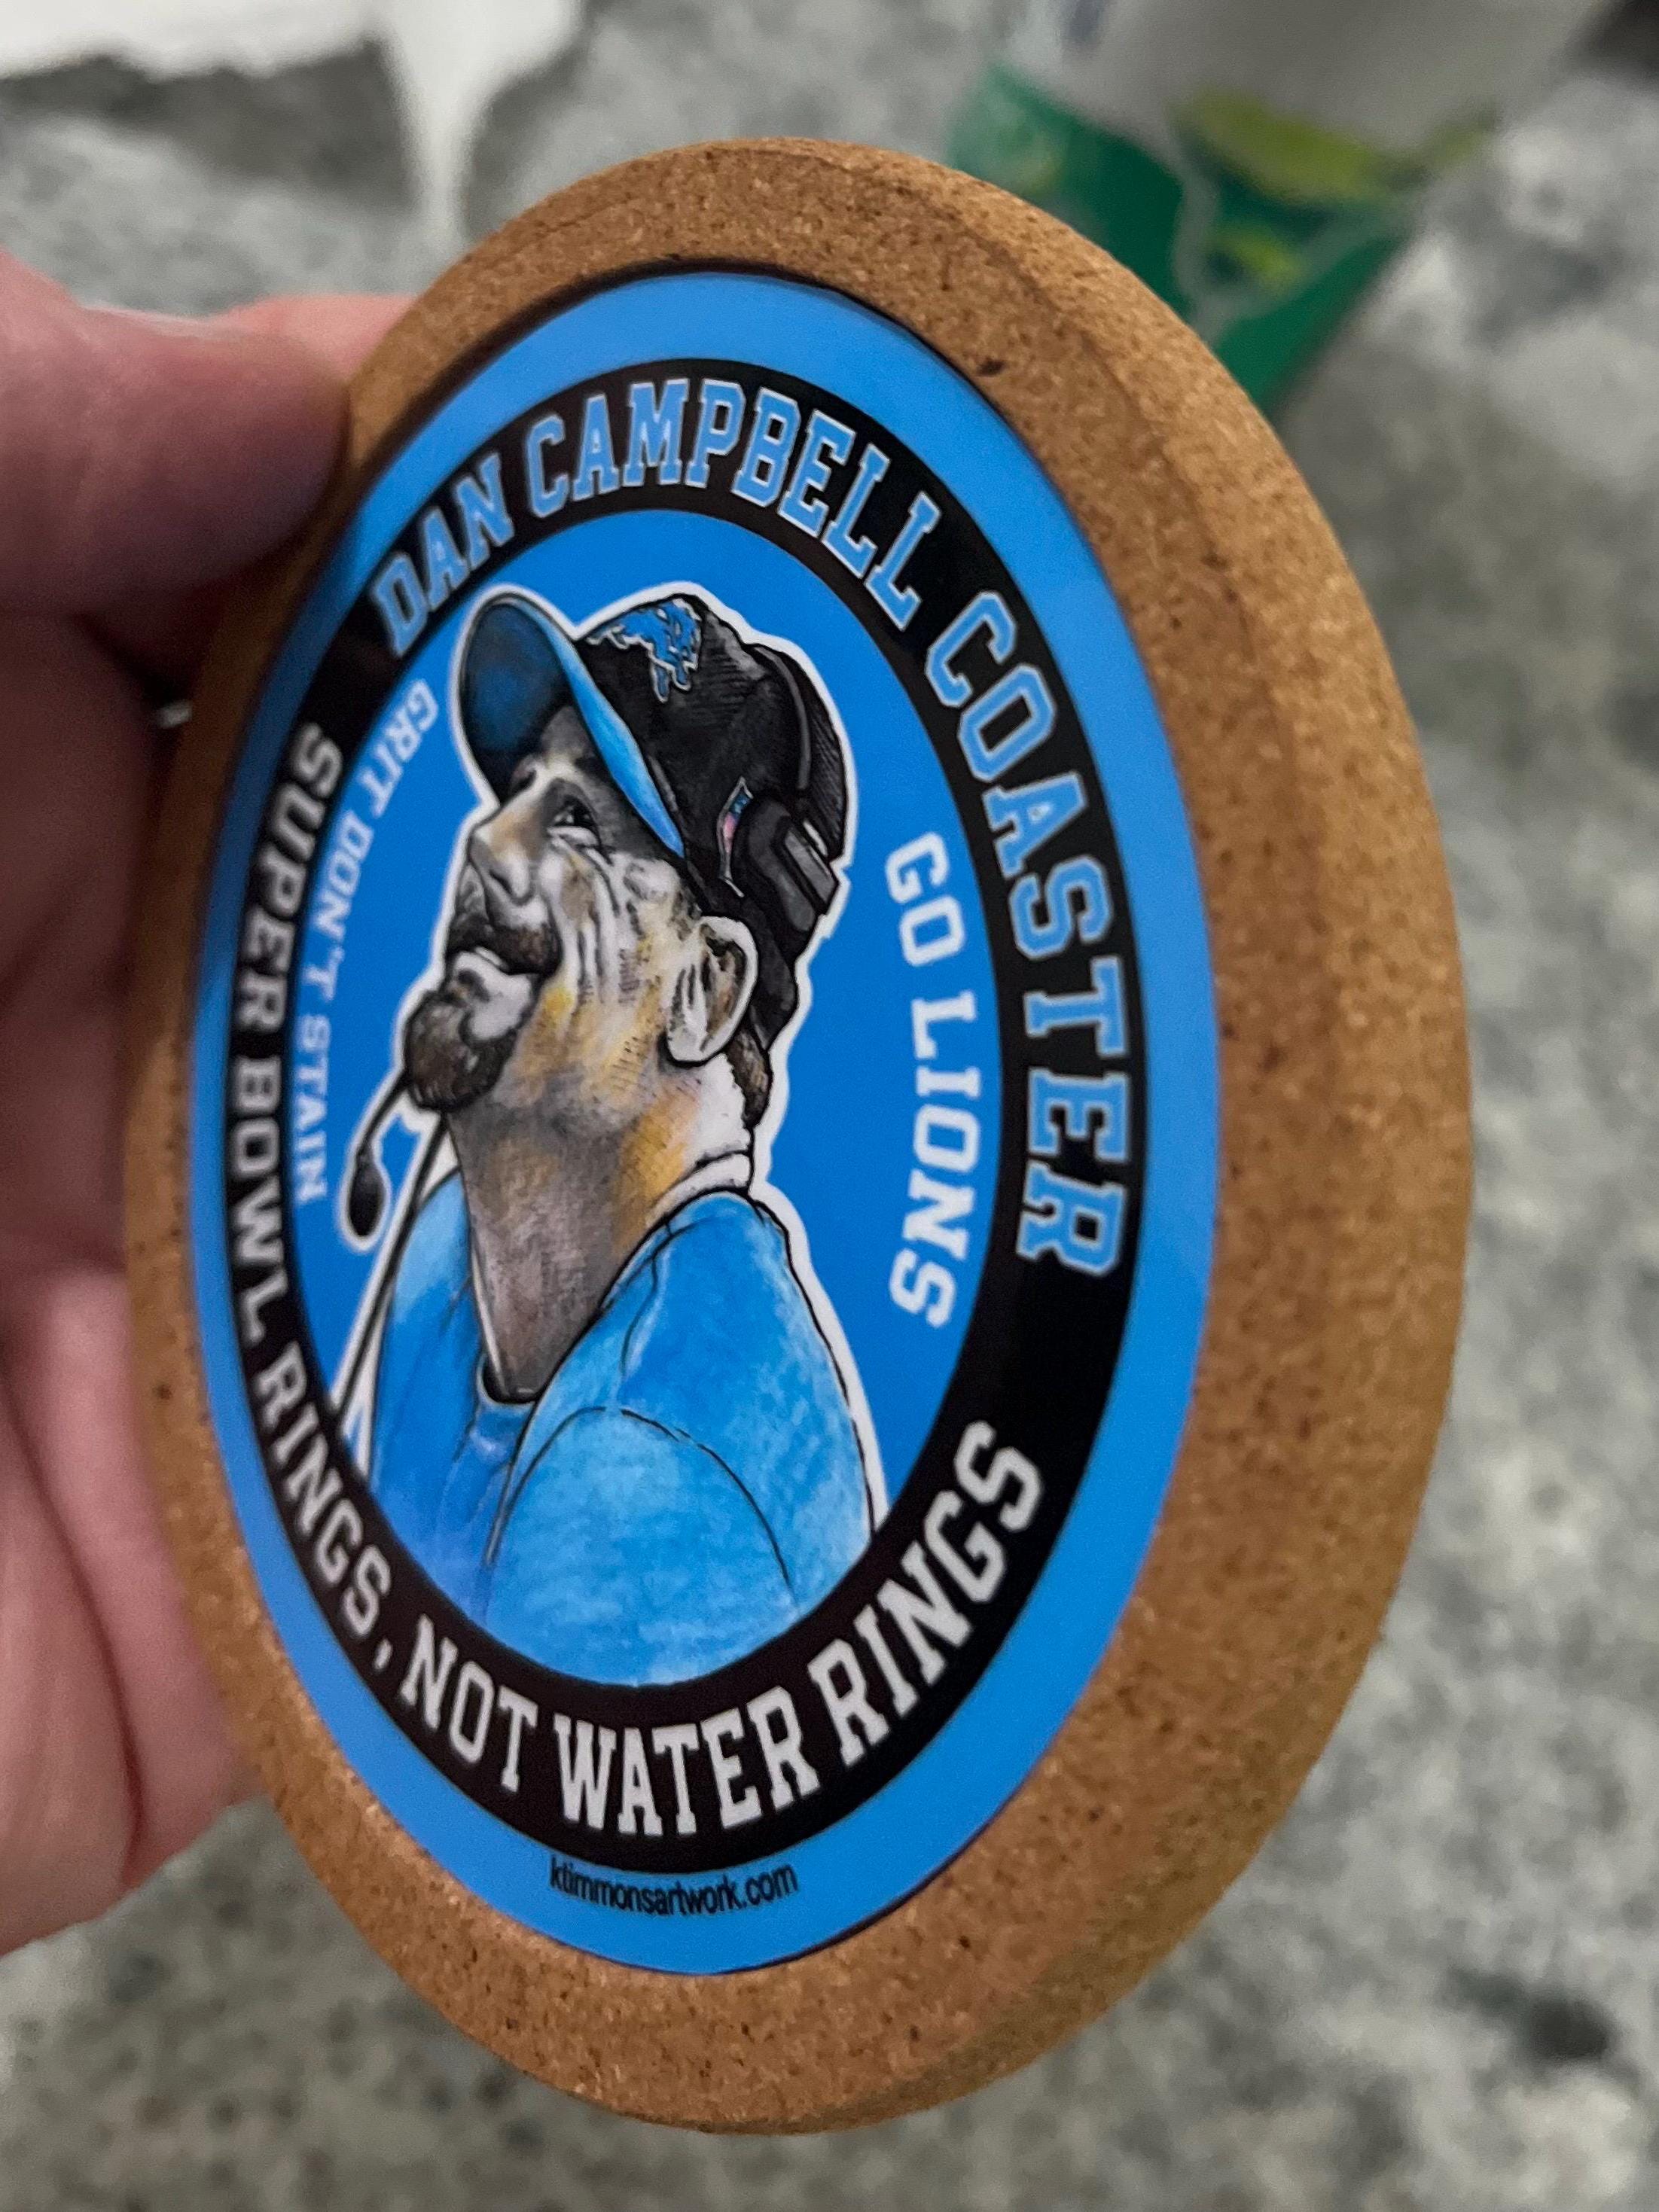 DAN CAMPBELL COASTER
GRIT DON'T STAIN
GO LIONS
SUPER BOWL RINGS, NOT WATER RINGS
ktimmonsartwork.com